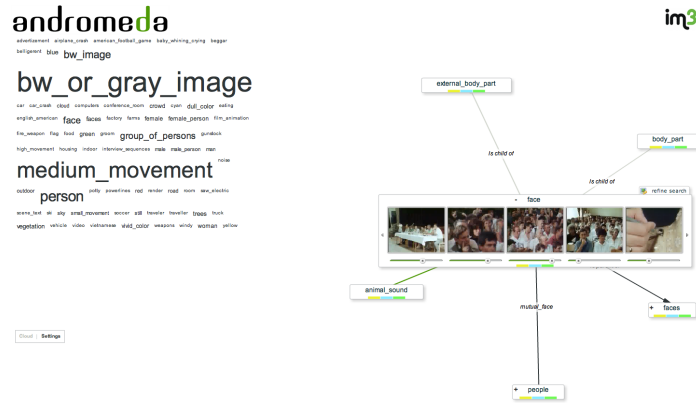 andromeda
im3
advertisement airplane_crash american_football_game baby_whining_crying beggar
belligerent blue bw_image
bw_or_gray_image
car car_crash cloud computers conference_room crowd cyan dull_color eating
english_american face faces factory farms female female_person film_animation
fire_weapon flag food green groom group_of_persons gunstock
high_movement housing indoor interview_sequences male male_person man
medium_movement noise
outdoor person potty powerlines red render road room saw_electric
scene_text ski sky small_movement soccer still traveler traveller trees truck
vegetation vehicle video vietnamese vivid_color weapons windy woman yellow
Cloud | Settings
external_body_part
body_part
Is child of
Is child of
refine search
- face
animal_sound
mutual_face
+ faces
+ people